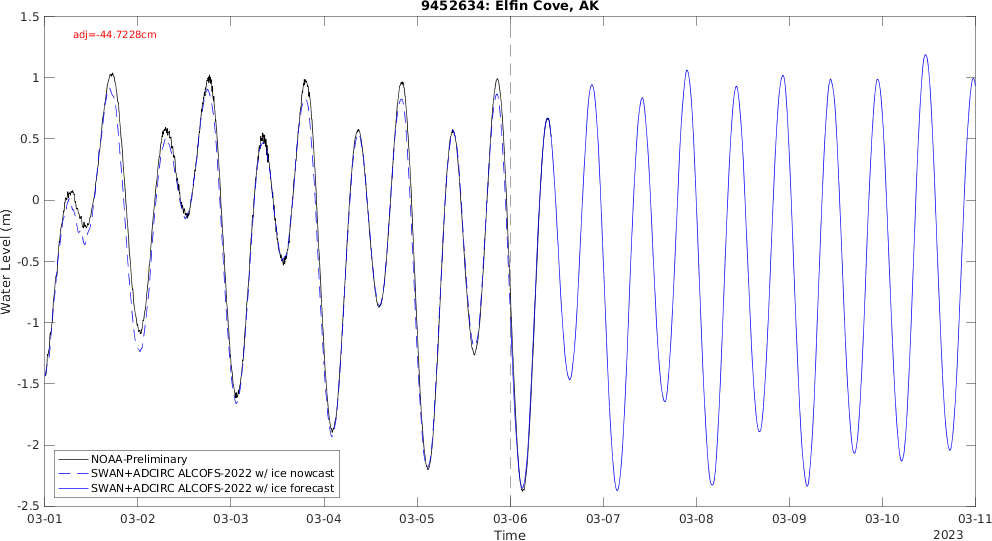 9452634: Elfin Cove, AK
adj=-44.7228cm
1.5
1
0.5
0
-0.5
-1
-1.5
-2
-2.5
Water Level (m)
NOAA-Preliminary
SWAN+ADCIRC ALCOFS-2022 w/ ice nowcast
SWAN+ADCIRC ALCOFS-2022 w/ ice forecast
03-01 03-02 03-03 03-04 03-05 03-06 03-07 03-08 03-09 03-10 03-11
Time
2023